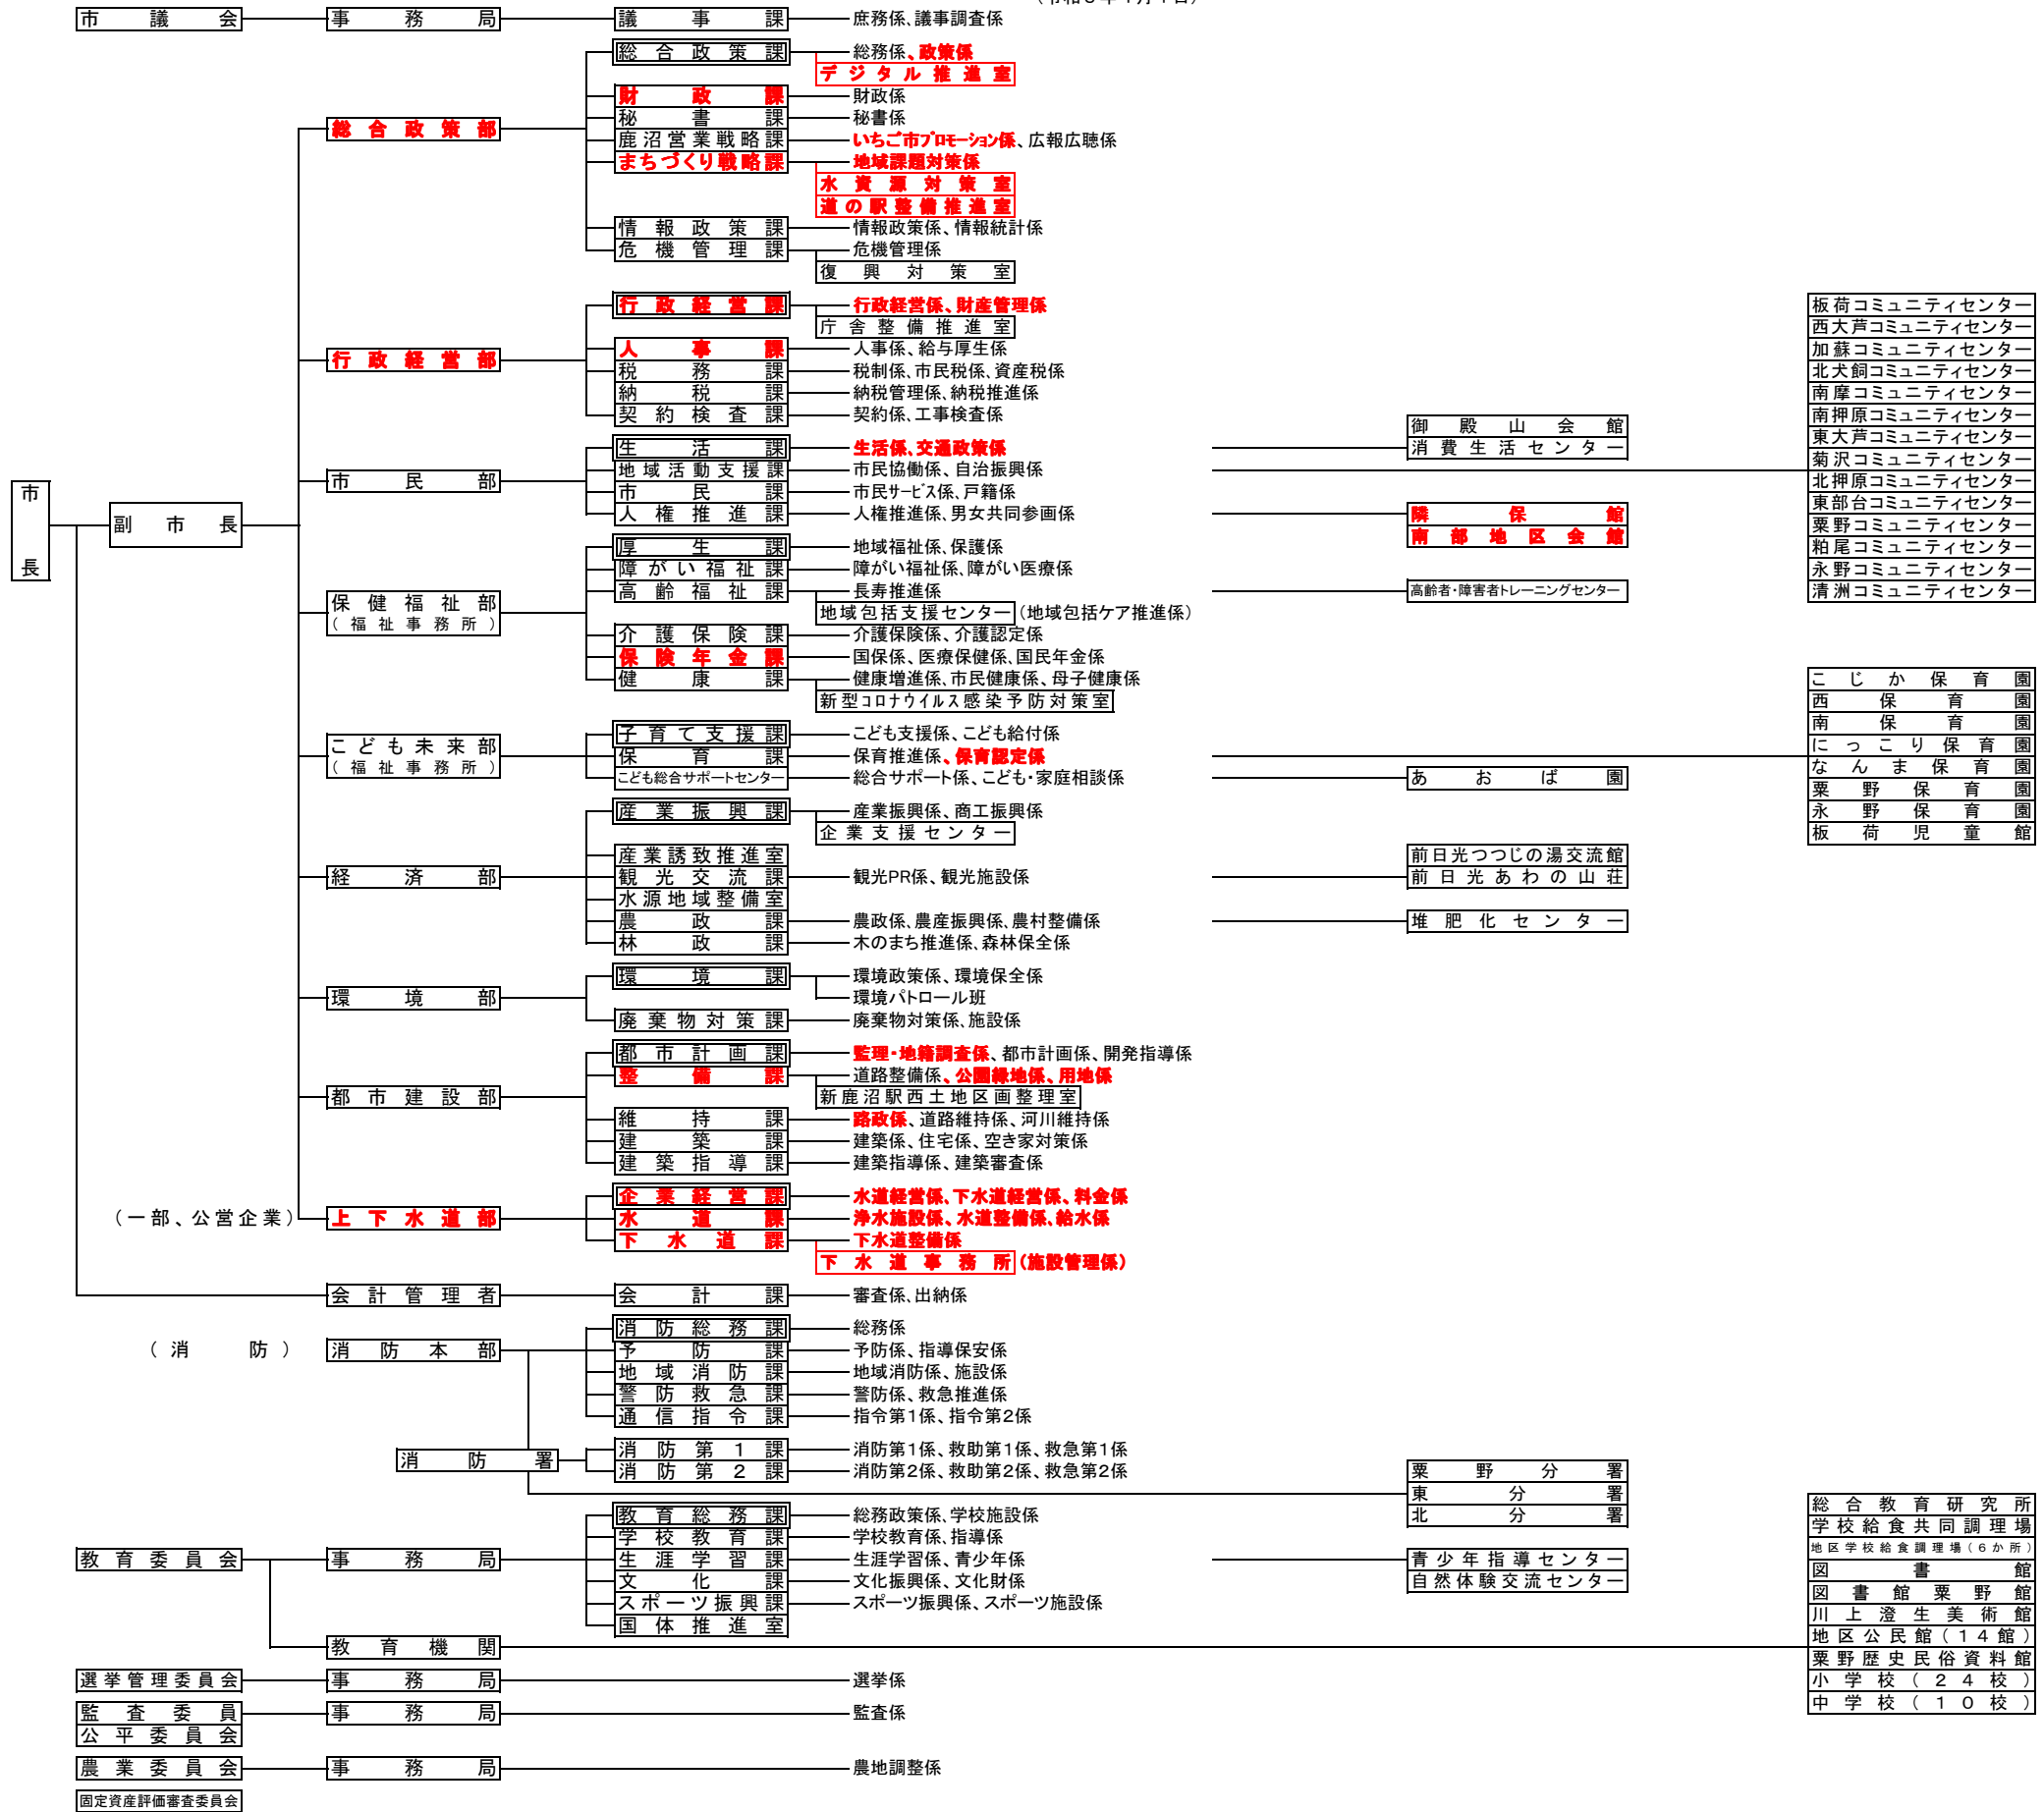 市議会 事務局 議事課 庶務係、議事調査係
総合政策課 総務係、政策係
デジタル推進室
財政課 財政係
秘書課 秘書係
総合政策部
鹿沼営業戦略課 いちご市プロモーション係、広報広聴係
まちづくり戦略課 地域課題対策係
水資源対策室
道の駅整備推進室
情報政策課 情報政策係、情報統計係
危機管理課 危機管理係
復興対策室
行政経営課 行政経営係、財産管理係
庁舎整備推進室
人事課 人事係、給与厚生係
行政経営部
税務課 税制係、市民税係、資産税係
納税課 納税管理係、納税推進係
契約検査課 契約係、工事検査係
板荷コミュニティセンター
西大芦コミュニティセンター
加蘇コミュニティセンター
北犬飼コミュニティセンター
南摩コミュニティセンター
南押原コミュニティセンター
東大芦コミュニティセンター
菊沢コミュニティセンター
北押原コミュニティセンター
東部台コミュニティセンター
粟野コミュニティセンター
粕尾コミュニティセンター
永野コミュニティセンター
清洲コミュニティセンター
御殿山会館
生活課 生活係、交通政策係 消費生活センター
地域活動支援課 市民協働係、自治振興係
市民部
市民課 市民サービス係、戸籍係
人権推進課 人権推進係、男女共同参画係 隣保館
南部地区会館
市長
副市長
厚生課 地域福祉係、保護係
障がい福祉課 障がい福祉係、障がい医療係
高齢福祉課 長寿推進係 高齢者・障害者トレーニングセンター
保健福祉部
(福祉事務所)
地域包括支援センター (地域包括ケア推進係)
介護保険課 介護保険係、介護認定係
保険年金課 国保係、医療保健係、国民年金係
健康課 健康増進係、市民健康係、母子健康係
新型コロナウイルス感染予防対策室
こじか保育園
西保育園
南保育園
にっこり保育園
なんま保育園
粟野保育園
永野保育園
板荷児童館
子育て支援課 こども支援係、こども給付係
こども未来部
(福祉事務所)
保育課 保育推進係、保育認定係
こども総合サポートセンター 総合サポート係、こども・家庭相談係 あおば園
産業振興課 産業振興係、商工振興係
企業支援センター
産業誘致推進室 前日光つつじの湯交流館
経済部
観光交流課 観光PR係、観光施設係 前日光あわの山荘
水源地域整備室
農政課 農政係、農産振興係、農村整備係 堆肥化センター
林政課 木のまち推進係、森林保全係
環境課 環境政策係、環境保全係
環境部 環境パトロール班
廃棄物対策課 廃棄物対策係、施設係
都市計画課 監理・地籍調査係、都市計画係、開発指導係
整備課 道路整備係、公園緑地係、用地係
都市建設部 新鹿沼駅西土地区画整理室
維持課 路政係、道路維持係、河川維持係
建築課 建築係、住宅係、空き家対策係
建築指導課 建築指導係、建築審査係
企業経営課 水道経営係、下水道経営係、料金係
(一部、公営企業) 上下水道部 水道課 浄水施設係、水道整備係、給水係
下水道課 下水道整備係
下水道事務所 (施設管理係)
会計管理者 会計課 審査係、出納係
消防総務課 総務係
(消防) 消防本部 予防課 予防係、指導保安係
地域消防課 地域消防係、施設係
警防救急課 警防係、救急推進係
通信指令課 指令第1係、指令第2係
消防署
消防第1課 消防第1係、救助第1係、救急第1係
消防第2課 消防第2係、救助第2係、救急第2係
粟野分署
東分署
北分署
教育総務課 総務政策係、学校施設係
学校教育課 学校教育係、指導係
教育委員会 事務局 生涯学習課 生涯学習係、青少年係 青少年指導センター
文化課 文化振興係、文化財係 自然体験交流センター
スポーツ振興課 スポーツ振興係、スポーツ施設係
国体推進室
教育機関
総合教育研究所
学校給食共同調理場
地区学校給食調理場(6か所)
図書館
図書館粟野館
川上澄生美術館
地区公民館(14館)
粟野歴史民俗資料館
小学校(24校)
中学校(10校)
選挙管理委員会 事務局 選挙係
監査委員 事務局 監査係
公平委員会
農業委員会 事務局 農地調整係
固定資産評価審査委員会